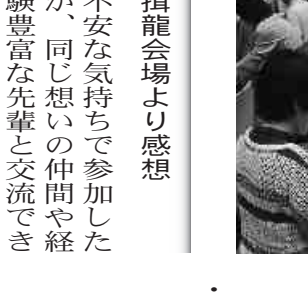 揖龍会場より感想
不安な気持ちで参加した
が、同じ想いの仲間や経
験豊富な先輩と交流でき